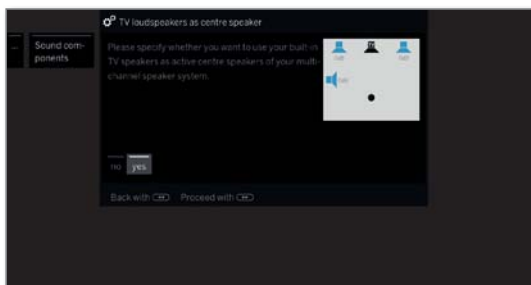 TV loudspeakers as centre speaker
... Sound com-
ponents
Please specify whether you want to use your built-in
TV speakers as active centre speakers of your multi-
channel speaker system.
no yes
Back with Proceed with